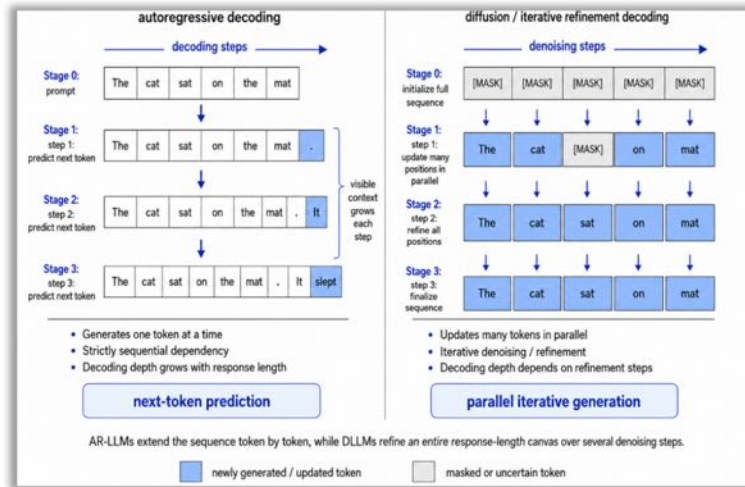 autoregressive decoding
decoding steps
Stage 0:
prompt
The cat sat on the mat
Stage 1:
step 1:
predict next token
The cat sat on the mat .
Stage 2:
step 2:
predict next token
The cat sat on the mat . It
Stage 3:
step 3:
predict next token
The cat sat on the mat . It slept
visible
context
grows
each
step
• Generates one token at a time
• Strictly sequential dependency
• Decoding depth grows with response length
next-token prediction
diffusion / iterative refinement decoding
denoising steps
Stage 0:
initialize full
sequence
[MASK] [MASK] [MASK] [MASK] [MASK]
Stage 1:
step 1:
update many
positions in
parallel
The cat [MASK] on mat
Stage 2:
step 2:
refine all
positions
The cat sat on mat
Stage 3:
step 3:
finalize
sequence
The cat sat on mat
• Updates many tokens in parallel
• Iterative denoising / refinement
• Decoding depth depends on refinement steps
parallel iterative generation
AR-LLMs extend the sequence token by token, while DLLMs refine an entire response-length canvas over several denoising steps.
newly generated / updated token
masked or uncertain token